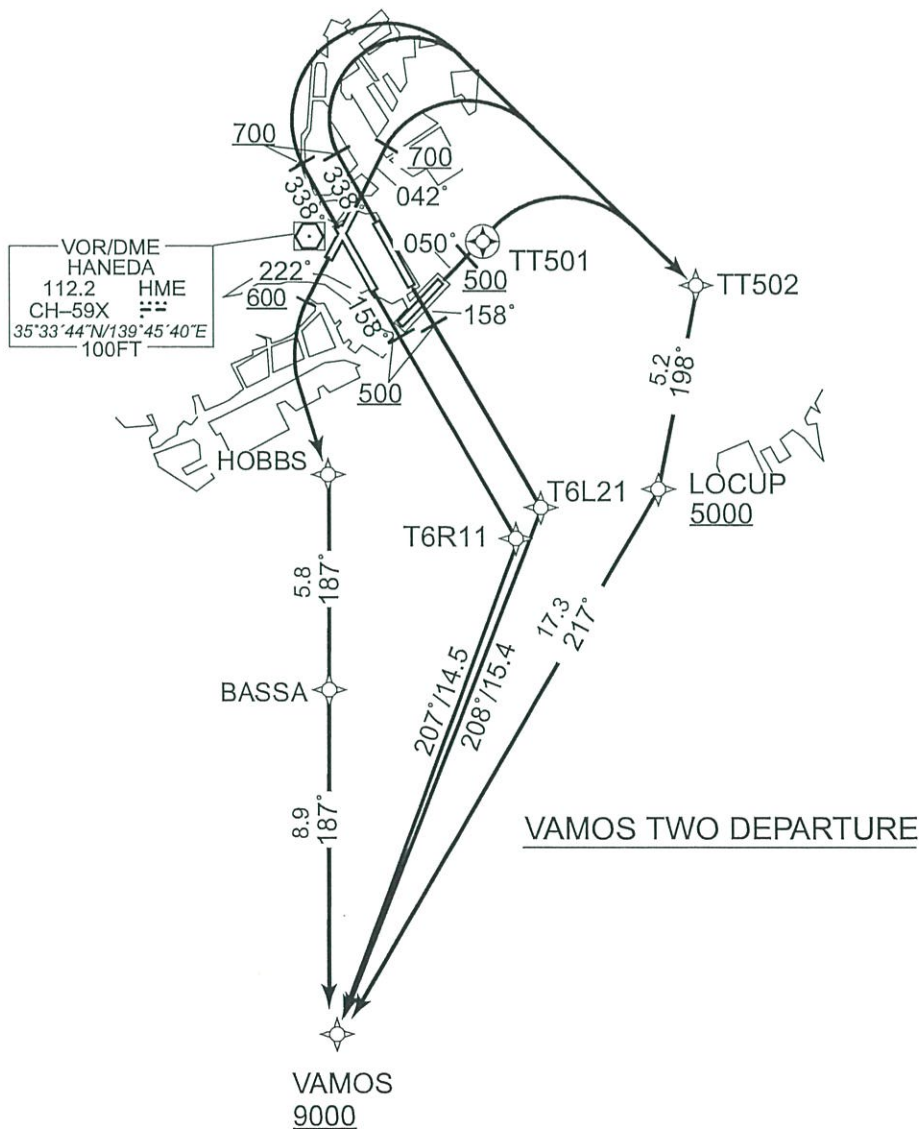 700
700
338°
338°
042°
VOR/DME
HANEDA
112.2 HME
CH-59X
35°33´44˝N/139°45´40˝E
100FT
222°
600
050°
500
TT501
TT502
158°
158°
500
5.2
198°
HOBBS
T6L21
LOCUP
5000
T6R11
5.8
187°
17.3
217°
BASSA
207°/14.5
208°/15.4
8.9
187°
VAMOS TWO DEPARTURE
VAMOS
9000